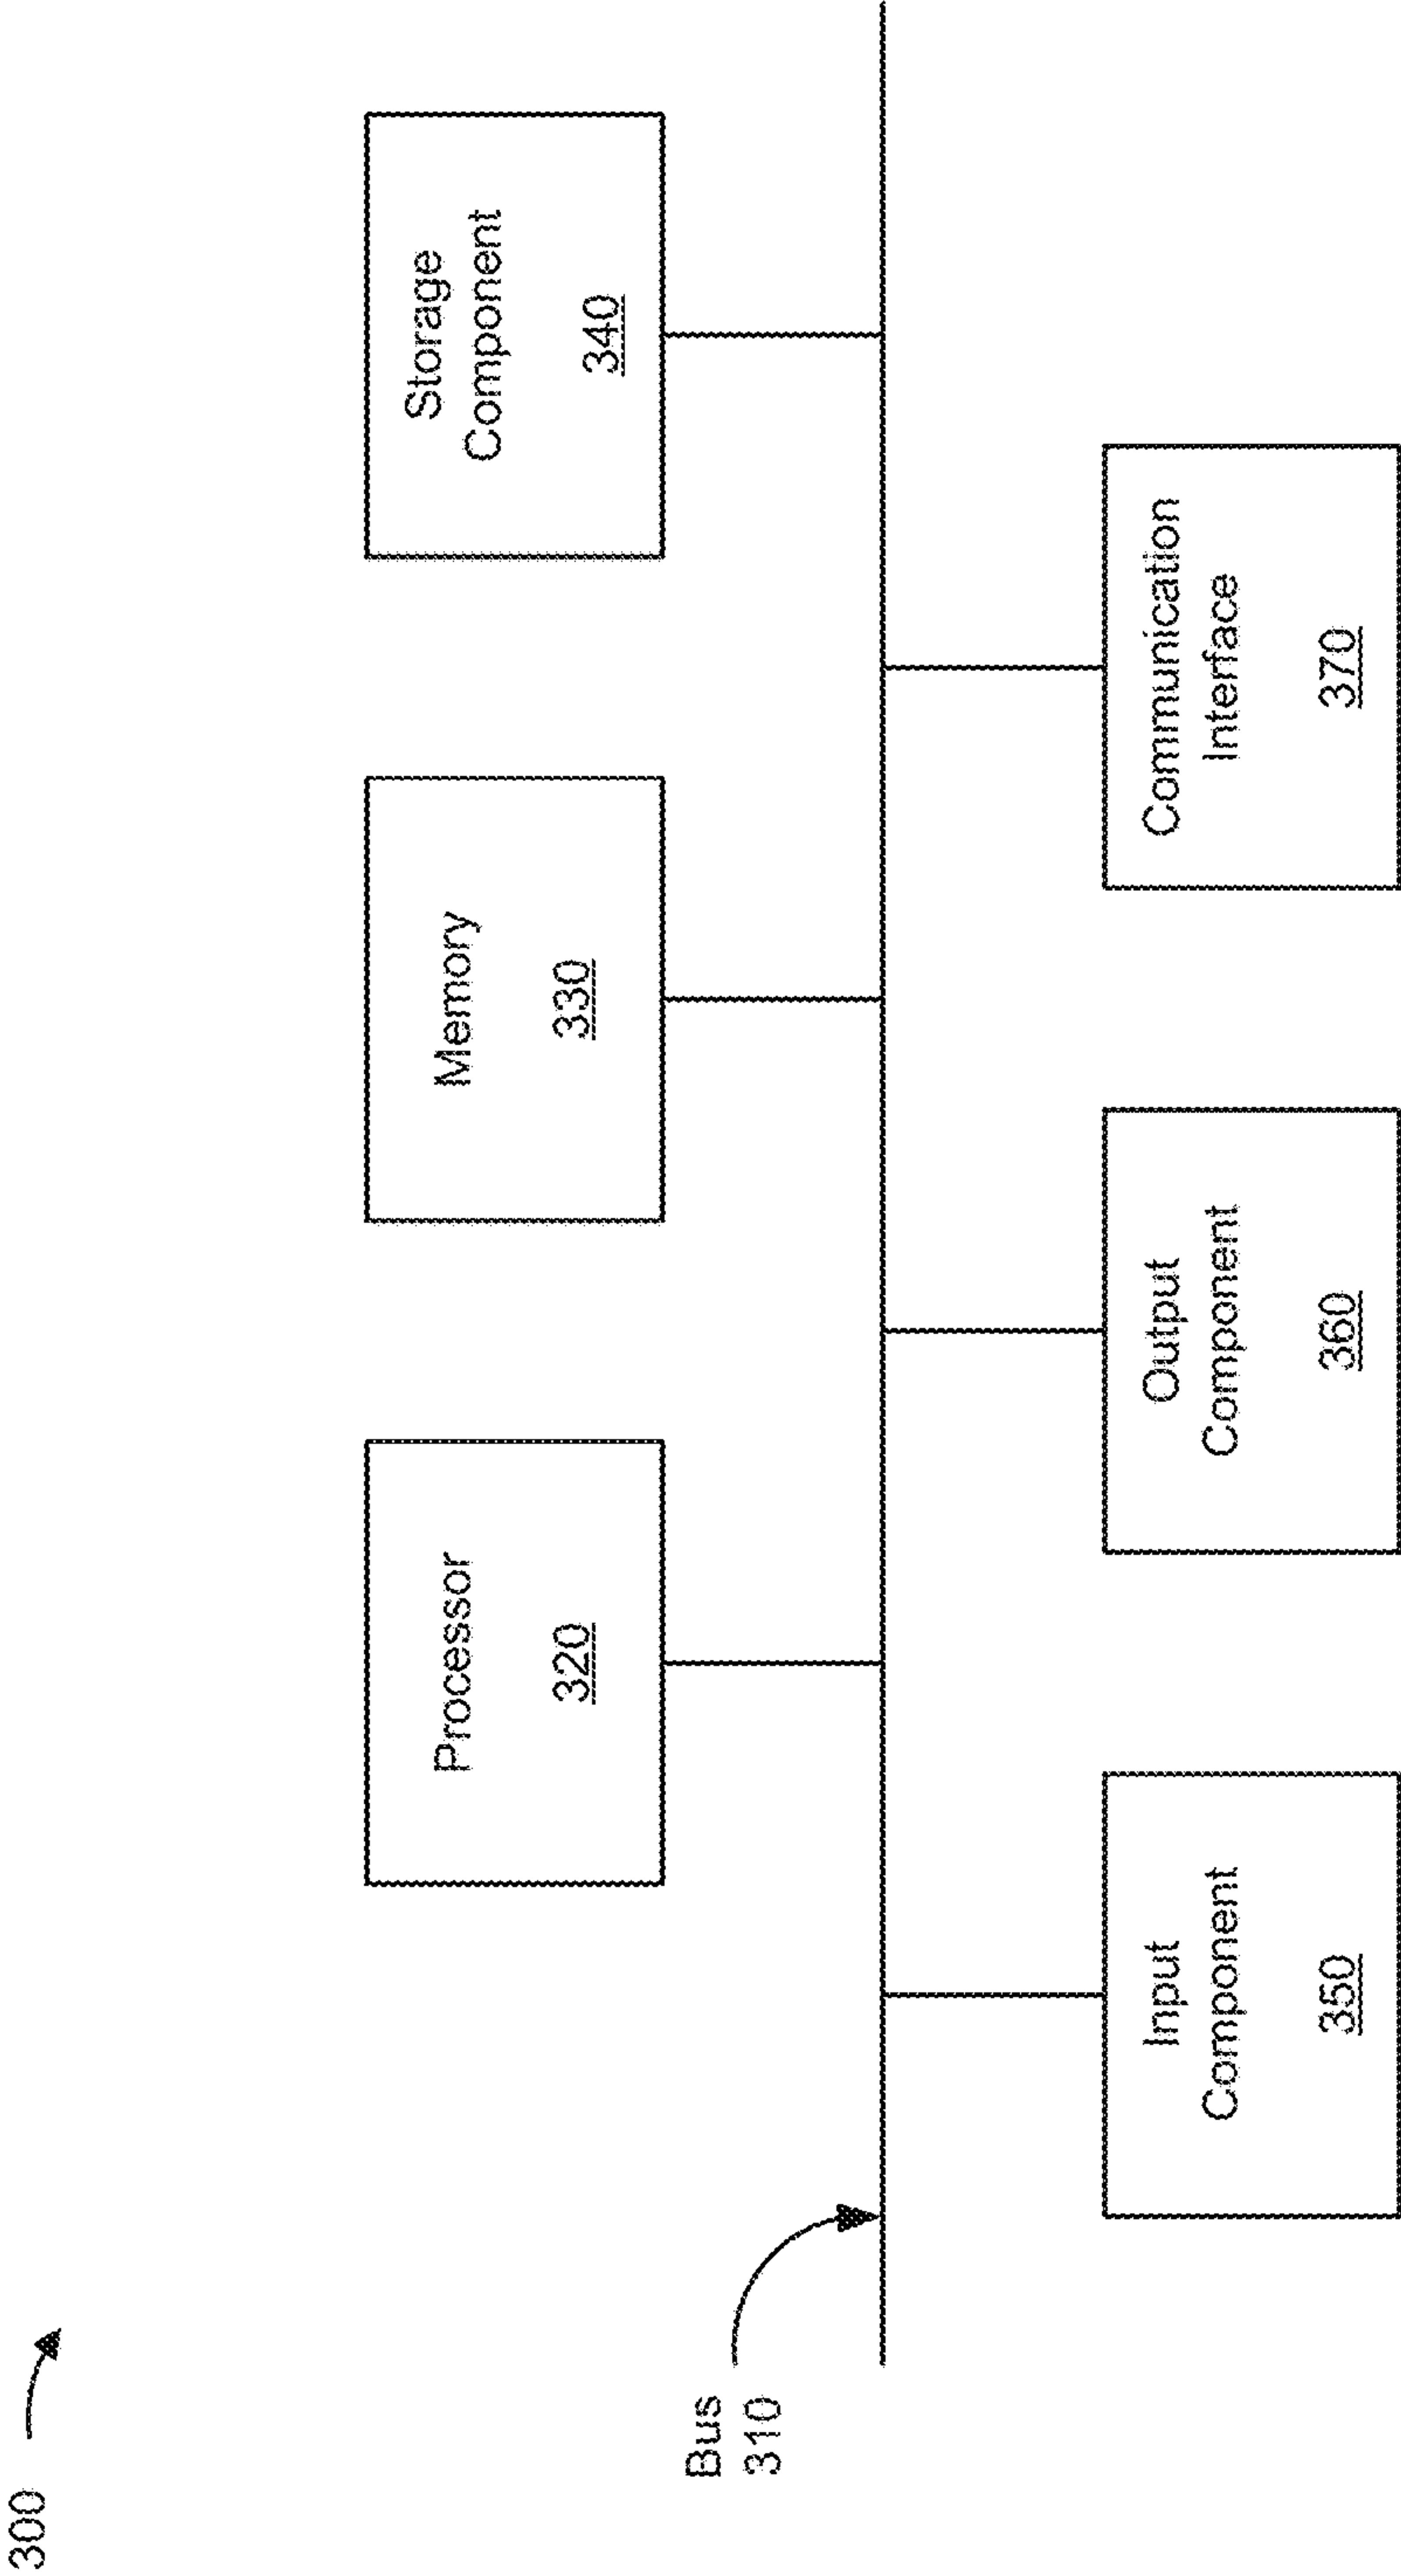 300
Bus
310
Processor
320
Memory
330
Storage
Component
340
Input
Component
350
Output
Component
360
Communication
Interface
370